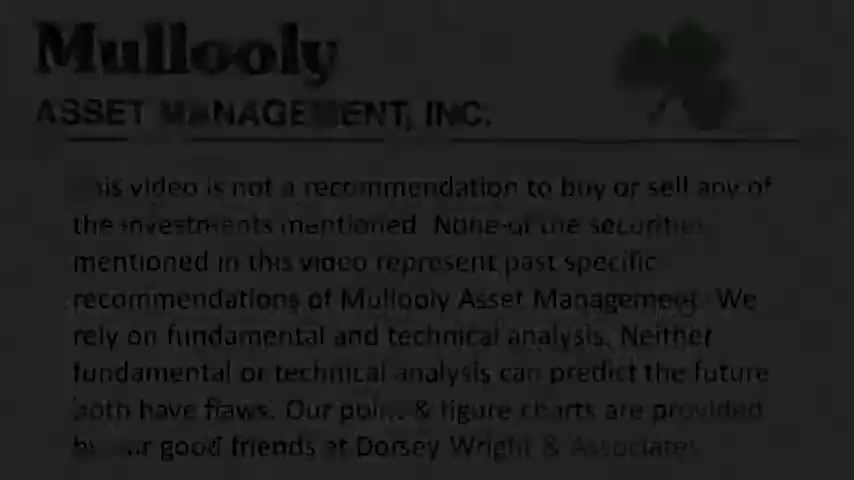 Mullooly
ASSET MANAGEMENT, INC.
This video is not a recommendation to buy or sell any of
the investments mentioned. None of the securities
mentioned in this video represent past specific
recommendations of Mullooly Asset Management. We
rely on fundamental and technical analysis. Neither
fundamental or technical analysis can predict the future
both have flaws. Our point & figure charts are provided
by our good friends at Dorsey Wright & Associates